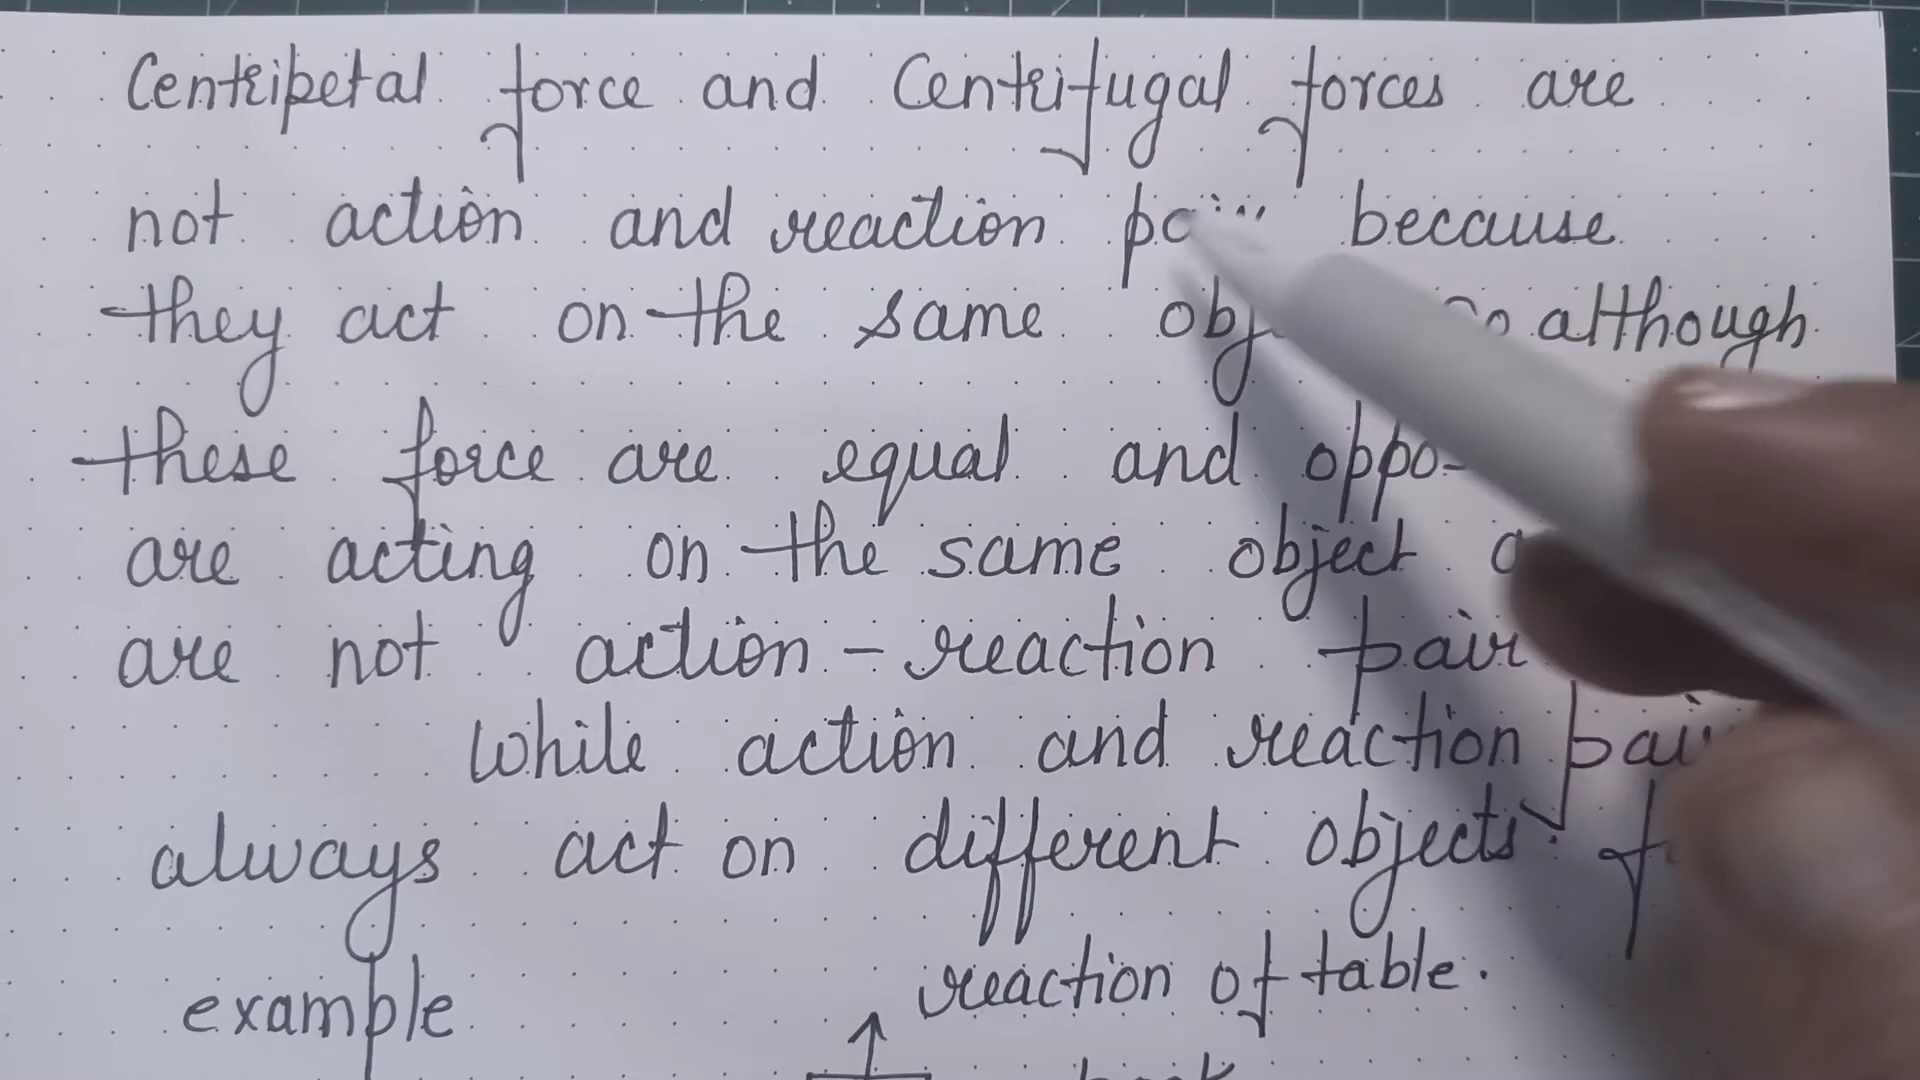 Centripetal force and Centrifugal forces are
not action and reaction because
they act on the same although
these force are equal and oppo-
are acting on the same object
are not action - reaction pair
while action and reaction
always act on different objects.
reaction of table.
example